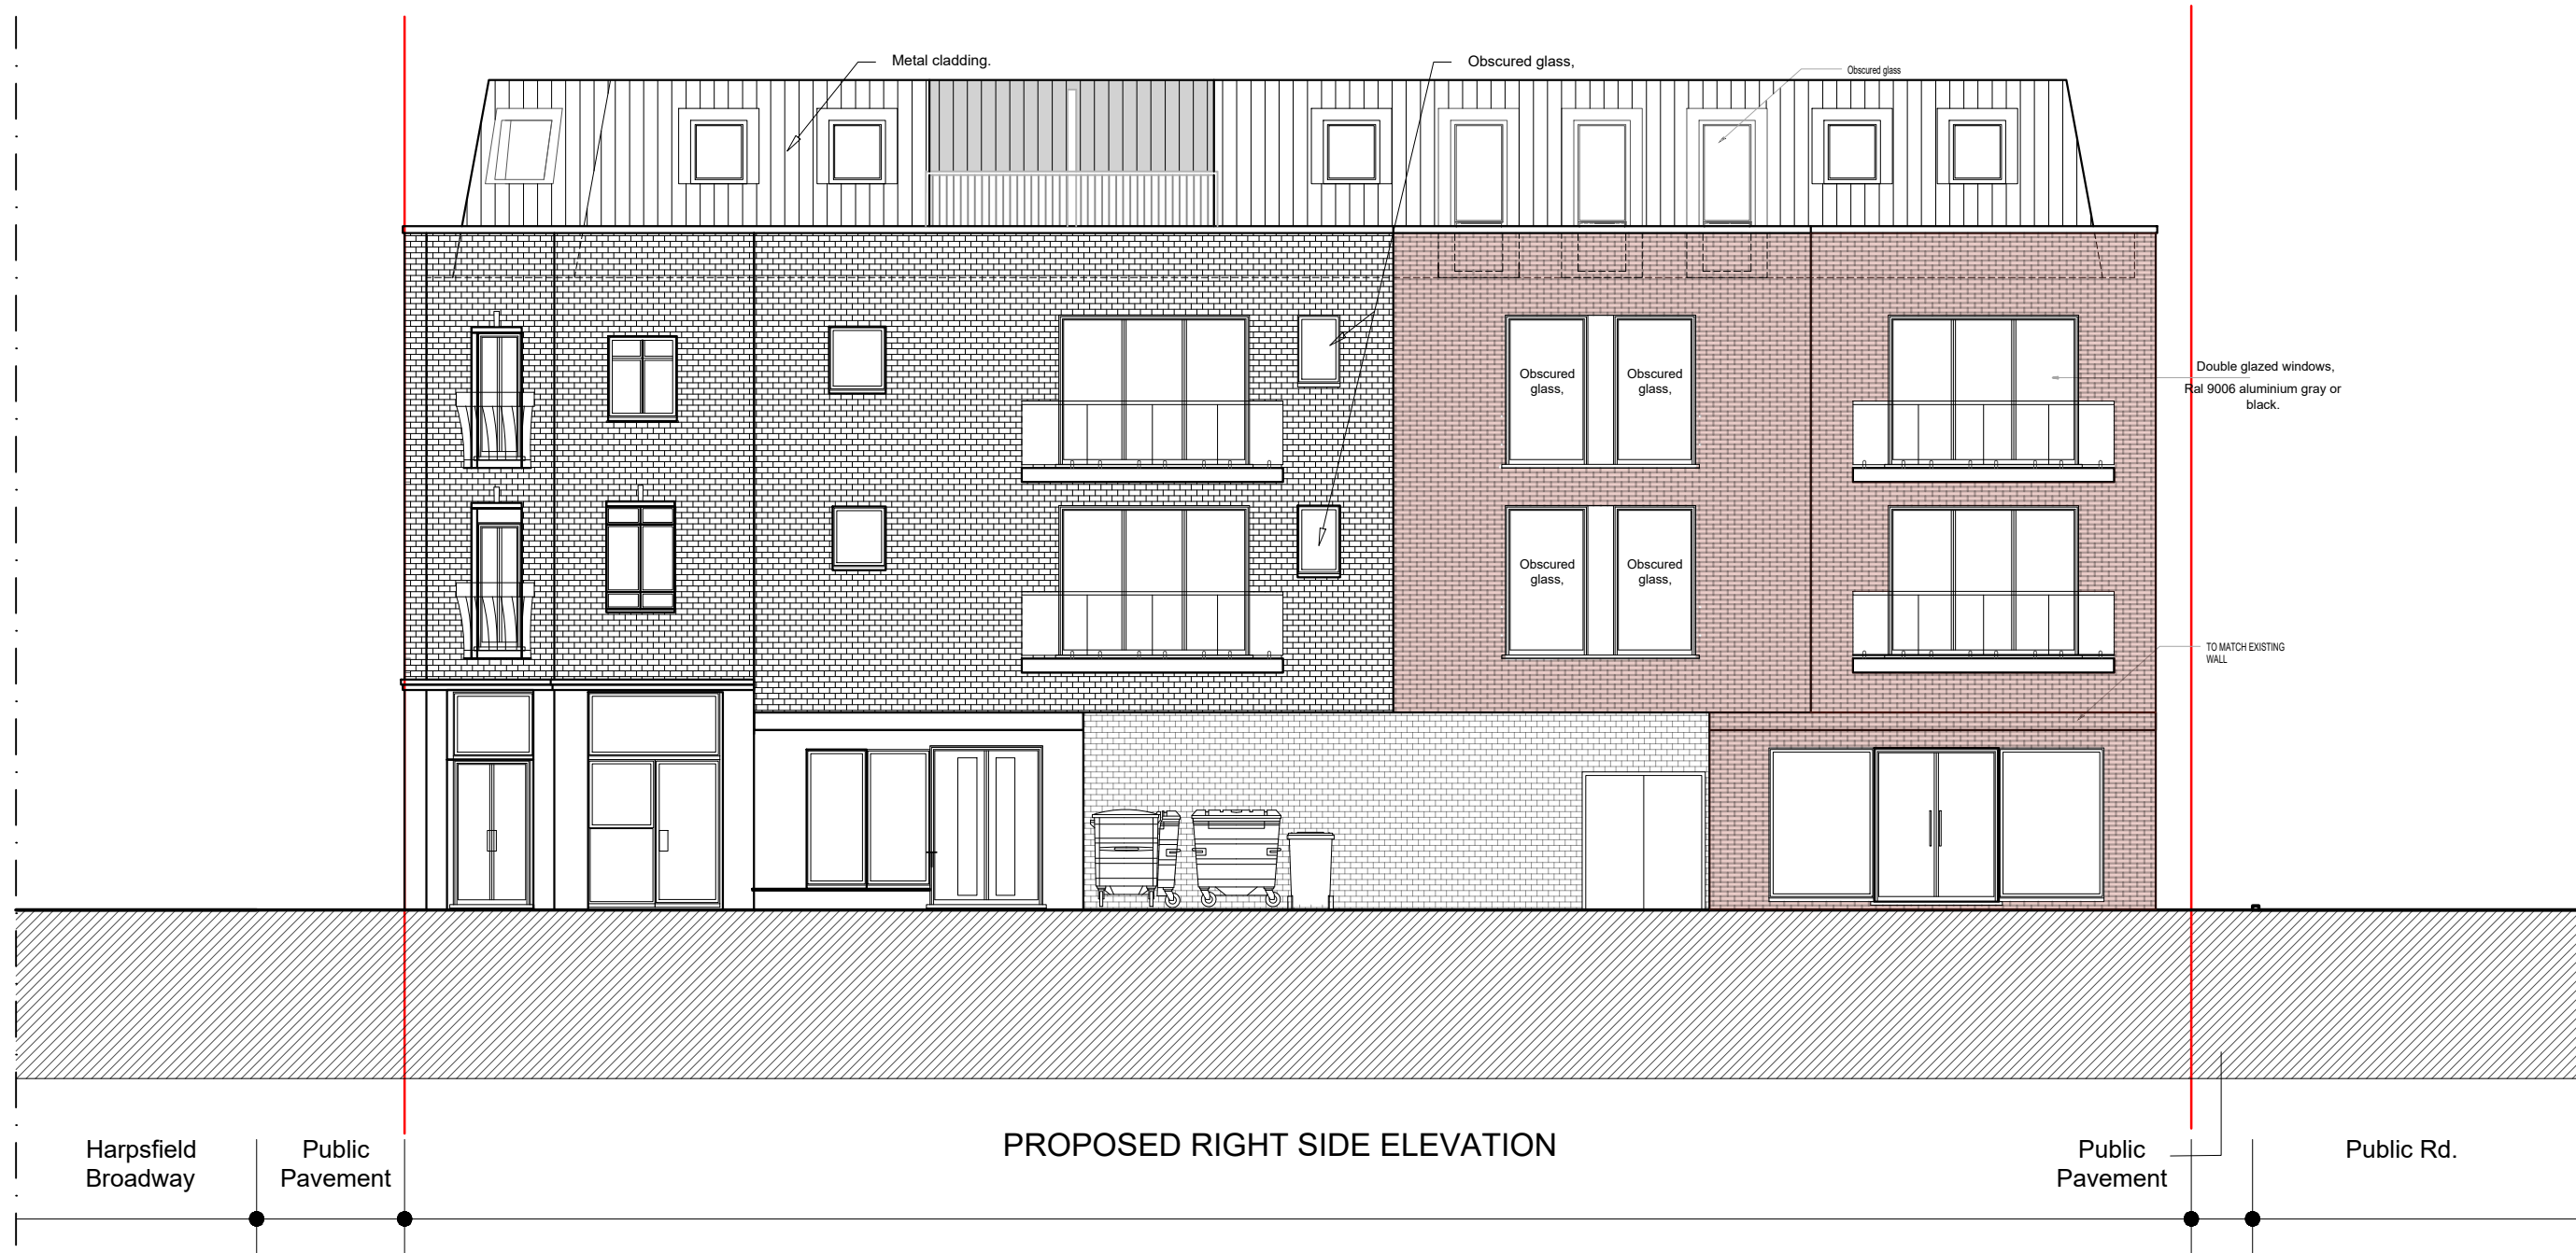 Metal cladding.
Obscured glass,
Obscured glass
Obscured
glass,
Obscured
glass,
Double glazed windows,
Ral 9006 aluminium gray or
black.
Obscured
glass,
Obscured
glass,
TO MATCH EXISTING
WALL
Harpsfield
Broadway
Public
Pavement
PROPOSED RIGHT SIDE ELEVATION
Public
Pavement
Public Rd.